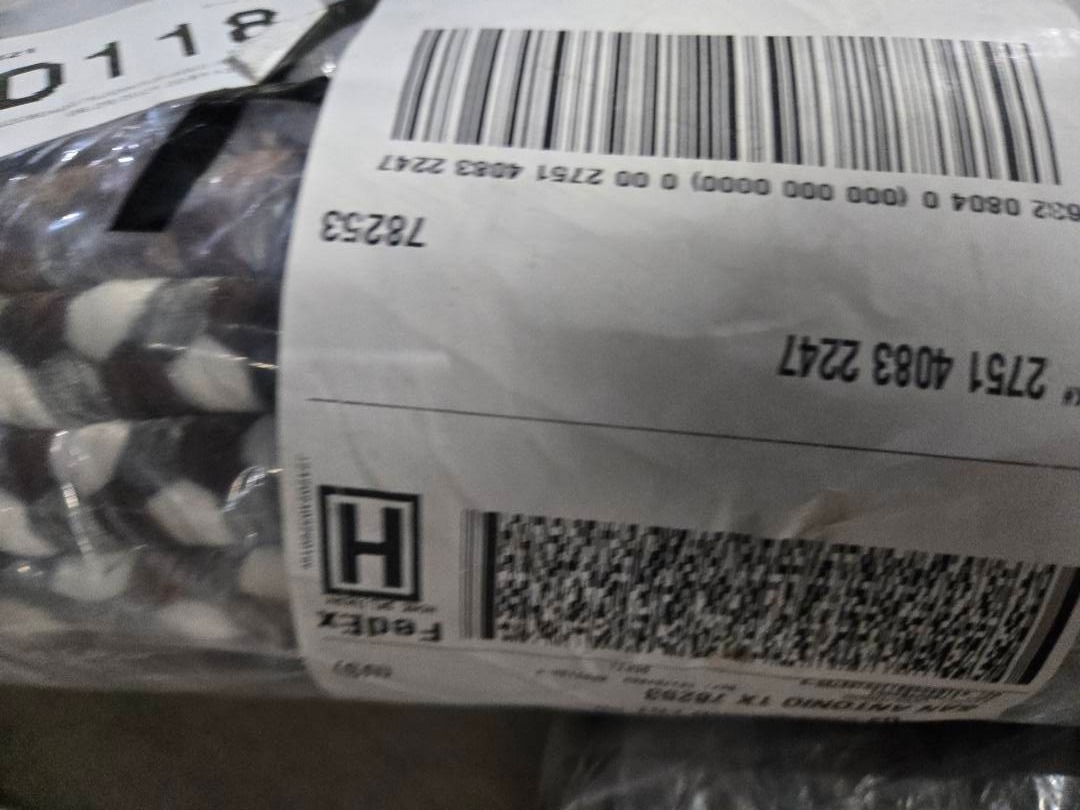 SAN ANTONIO TX 78253
(US)
FedEx
H
2751 4083 2247
78253
632 0804 0 (000 000 0000) 0 00 2751 4083 2247
0118